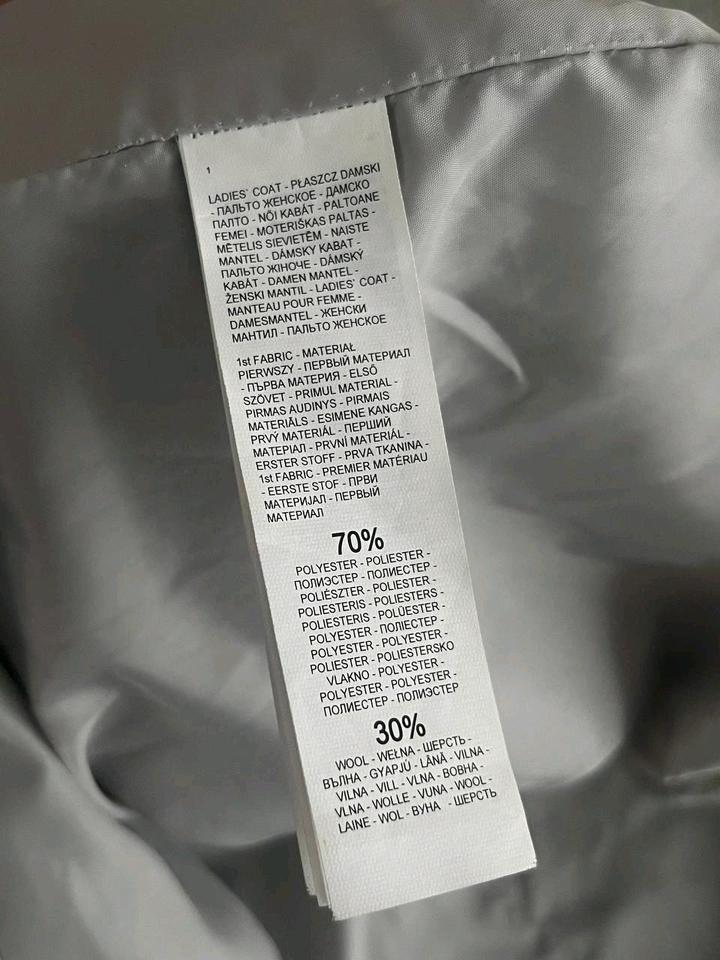 1
LADIES` COAT - PŁASZCZ DAMSKI
- ПАЛЬТО ЖЕНСКОЕ - ДАМСКО
ПАЛТО - NŐI KABÁT - PALTOANE
FEMEI - MOTERIŠKAS PALTAS -
MĒTELIS SIEVIETĒM - NAISTE
MANTEL - DÁMSKY KABAT -
ПАЛЬТО ЖІНОЧЕ - DÁMSKÝ
KABÁT - DAMEN MANTEL -
ŽENSKI MANTIL - LADIES` COAT -
MANTEAU POUR FEMME -
DAMESMANTEL - ЖЕНСКИ
МАНТИЛ - ПАЛЬТО ЖЕНСКОЕ
1st FABRIC - MATERIAŁ
PIERWSZY - ПЕРВЫЙ МАТЕРИАЛ
- ПЪРВА МАТЕРИЯ - ELSŐ
SZÖVET - PRIMUL MATERIAL -
PIRMAS AUDINYS - PIRMAIS
MATERIĀLS - ESIMENE KANGAS -
PRVÝ MATERIÁL - ПЕРШИЙ
МАТЕРІАЛ - PRVNÍ MATERIÁL -
ERSTER STOFF - PRVA TKANINA -
1st FABRIC - PREMIER MATÉRIAU
- EERSTE STOF - ПРВИ
МАТЕРИЈАЛ - ПЕРВЫЙ
МАТЕРИАЛ
70%
POLYESTER - POLIESTER -
ПОЛИЭСТЕР - ПОЛИЕСТЕР -
POLIÉSZTER - POLIESTER -
POLIESTERIS - POLIESTERS -
POLIESTERIS - POLÜESTER -
POLYESTER - ПОЛІЕСТЕР -
POLYESTER - POLYESTER -
POLIESTER - POLIESTERSKO
VLAKNO - POLYESTER -
POLYESTER - POLYESTER -
ПОЛИЕСТЕР - ПОЛИЭСТЕР
30%
WOOL - WEŁNA - ШЕРСТЬ -
ВЪЛНА - GYAPJÚ - LÂNĂ - VILNA -
VILNA - VILL - VLNA - ВОВНА -
VLNA - WOLLE - VUNA - WOOL -
LAINE - WOL - ВУНА - ШЕРСТЬ